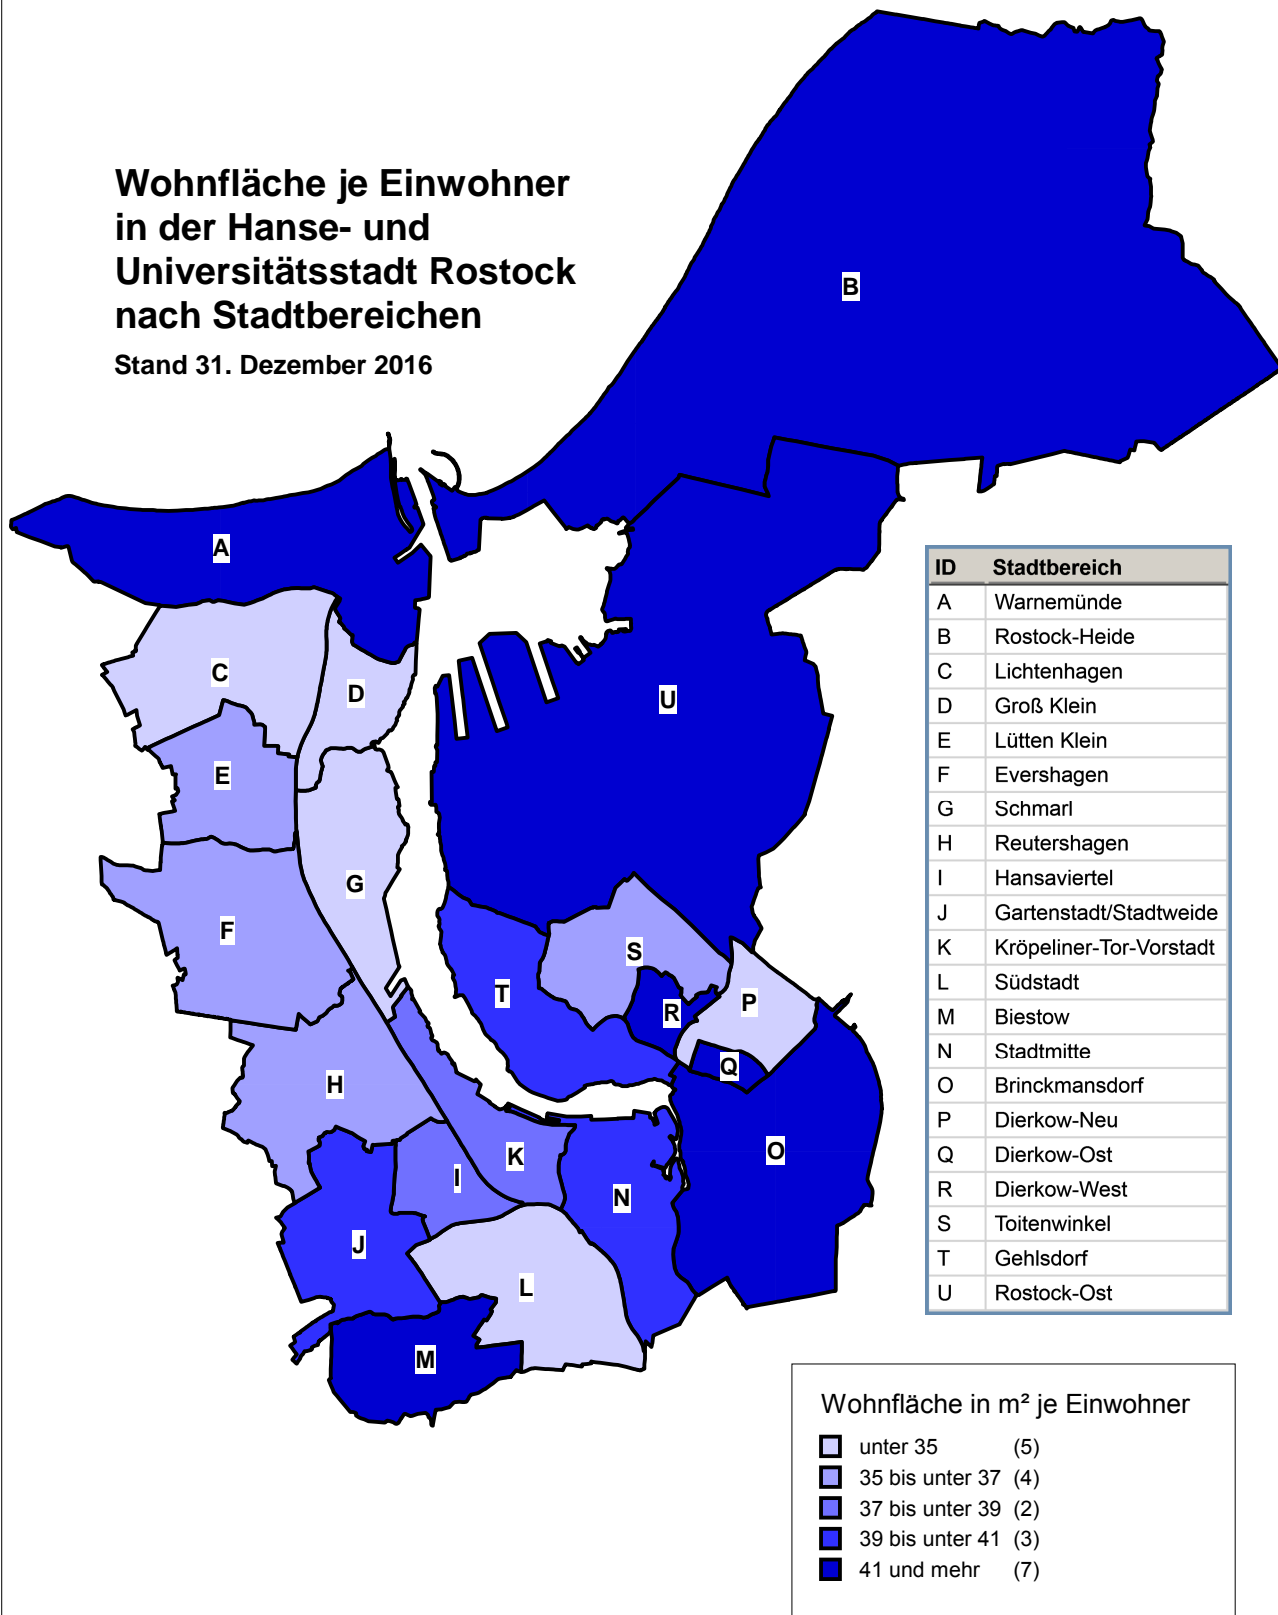 Wohnfläche je Einwohner
in der Hanse- und
Universitätsstadt Rostock
nach Stadtbereichen
Stand 31. Dezember 2016
B
A
C
D
U
E
G
F
S
T
R
P
Q
H
K
I
N
O
J
L
M
ID Stadtbereich
A Warnemünde
B Rostock-Heide
C Lichtenhagen
D Groß Klein
E Lütten Klein
F Evershagen
G Schmarl
H Reutershagen
I Hansaviertel
J Gartenstadt/Stadtweide
K Kröpeliner-Tor-Vorstadt
L Südstadt
M Biestow
N Stadtmitte
O Brinckmansdorf
P Dierkow-Neu
Q Dierkow-Ost
R Dierkow-West
S Toitenwinkel
T Gehlsdorf
U Rostock-Ost
Wohnfläche in m² je Einwohner
unter 35 (5)
35 bis unter 37 (4)
37 bis unter 39 (2)
39 bis unter 41 (3)
41 und mehr (7)